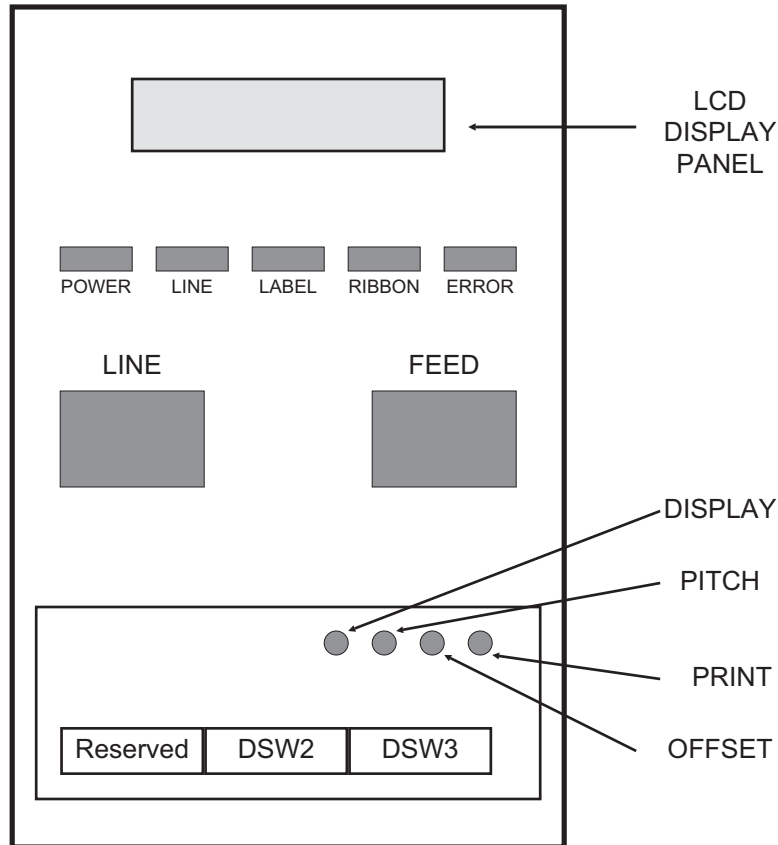 LCD
DISPLAY
PANEL
POWER LINE LABEL RIBBON ERROR
LINE FEED
DISPLAY
PITCH
PRINT
Reserved DSW2 DSW3
OFFSET